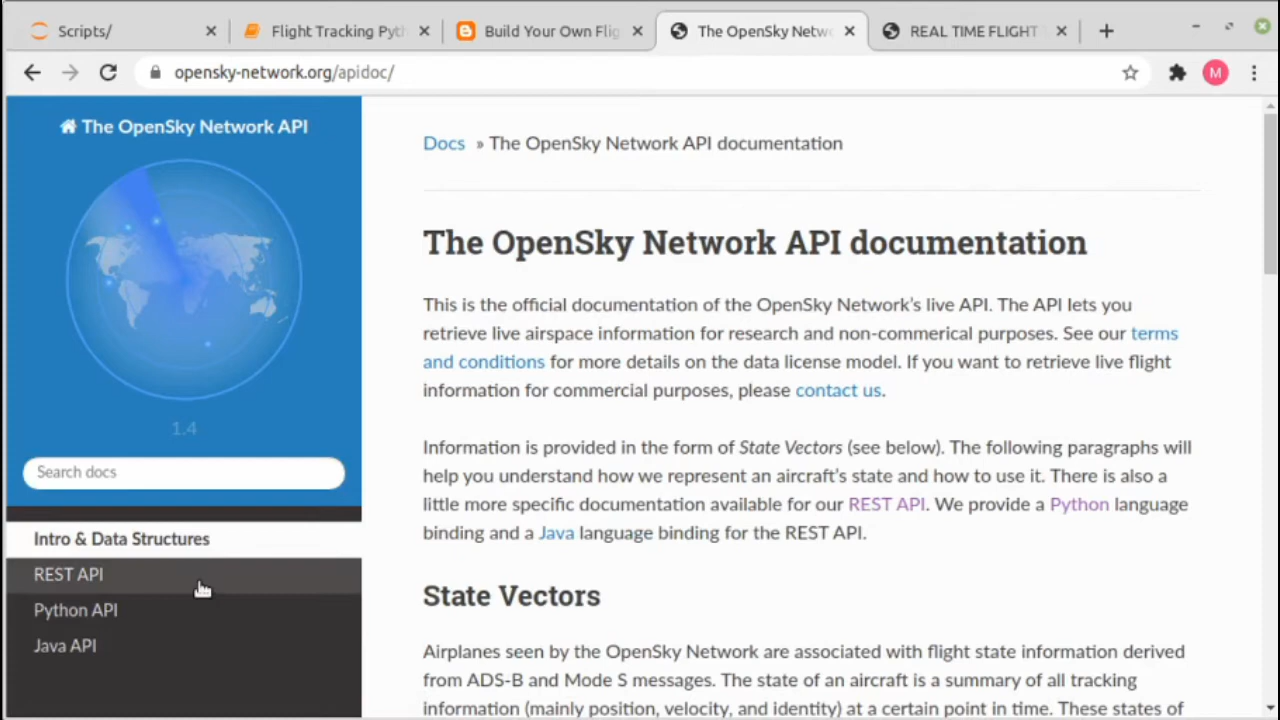 Scripts/
Flight Tracking Pyth
Build Your Own Flig
The OpenSky Netw
REAL TIME FLIGHT
opensky-network.org/apidoc/
M
The OpenSky Network API
1.4
Search docs
Intro & Data Structures
REST API
Python API
Java API
Docs » The OpenSky Network API documentation
The OpenSky Network API documentation
This is the official documentation of the OpenSky Network's live API. The API lets you
retrieve live airspace information for research and non-commerical purposes. See our terms
and conditions for more details on the data license model. If you want to retrieve live flight
information for commercial purposes, please contact us.
Information is provided in the form of State Vectors (see below). The following paragraphs will
help you understand how we represent an aircraft's state and how to use it. There is also a
little more specific documentation available for our REST API. We provide a Python language
binding and a Java language binding for the REST API.
State Vectors
Airplanes seen by the OpenSky Network are associated with flight state information derived
from ADS-B and Mode S messages. The state of an aircraft is a summary of all tracking
information (mainly position, velocity, and identity) at a certain point in time. These states of